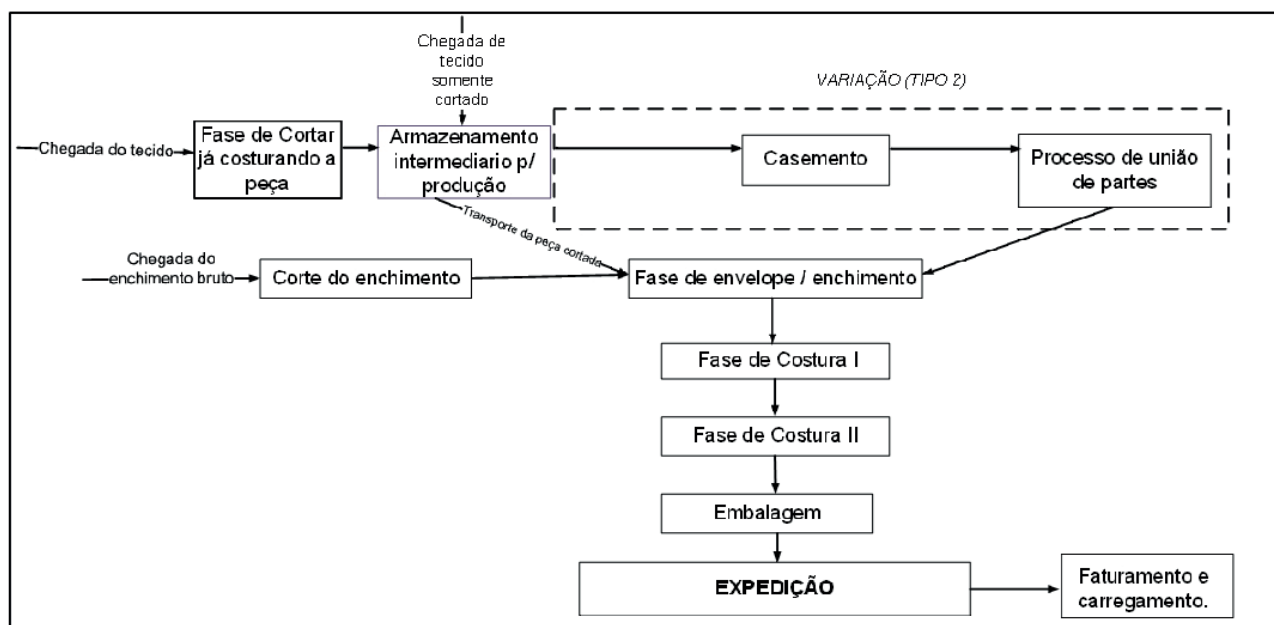 Chegada de
tecido
somente
cortado
VARIAÇÃO (TIPO 2)
Chegada do tecido
Fase de Cortar
já costurando a
peça
Armazenamento
intermediario p/
produção
Casemento
Processo de união
de partes
Transporte da peça cortada
Chegada do
enchimento bruto
Corte do enchimento
Fase de envelope / enchimento
Fase de Costura I
Fase de Costura II
Embalagem
EXPEDIÇÃO
Faturamento e
carregamento.